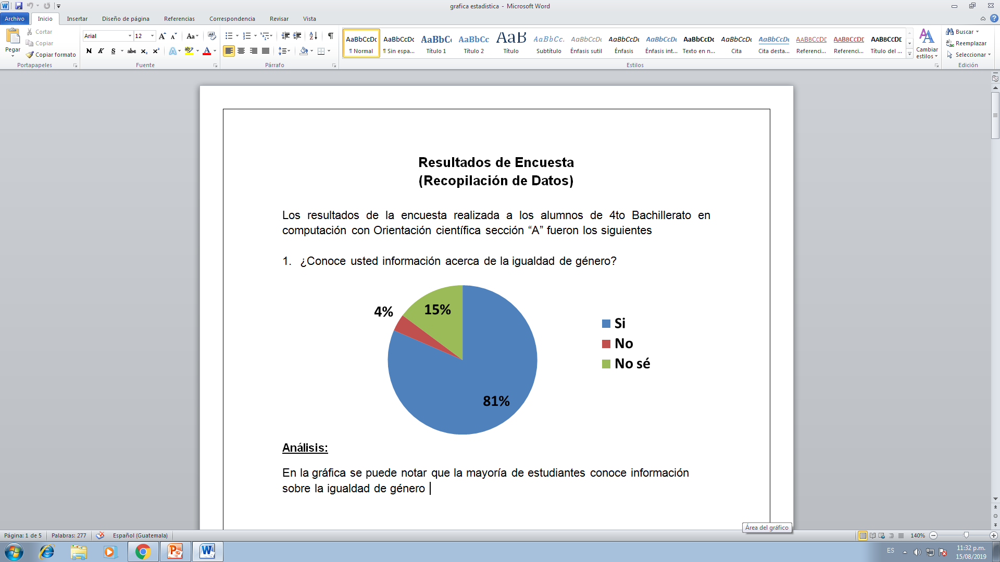 grafica estadistica - Microsoft Word
Archivo Inicio Insertar Diseño de página Referencias Correspondencia Revisar Vista
Pegar
Cortar
Copiar
Copiar formato
Portapapeles
Arial 12
N K S abc x₂ x²
Fuente
Párrafo
AaBbCcDc AaBbCcDc AaBbC AaBbCc AaB AaBbCc. AaBbCcDc AaBbCcDc AaBbCcDc AaBbCcDc AaBbCcDc AaBbCcDc AABBCCDE AABBCCDE AABBCCDE
¶ Normal ¶ Sin espa... Título 1 Título 2 Título Subtítulo Énfasis sutil Énfasis Énfasis int... Texto en n... Cita Cita desta... Referenci... Referenci... Título del ...
Estilos
Cambiar estilos
Buscar
Reemplazar
Seleccionar
Edición
Resultados de Encuesta
(Recopilación de Datos)
Los resultados de la encuesta realizada a los alumnos de 4to Bachillerato en
computación con Orientación científica sección “A” fueron los siguientes
1. ¿Conoce usted información acerca de la igualdad de género?
4%
15%
81%
Si
No
No sé
Análisis:
En la gráfica se puede notar que la mayoría de estudiantes conoce información
sobre la igualdad de género
Área del gráfico
Página: 1 de 5 Palabras: 277 Español (Guatemala) 140%
ES
11:32 p.m.
15/08/2019